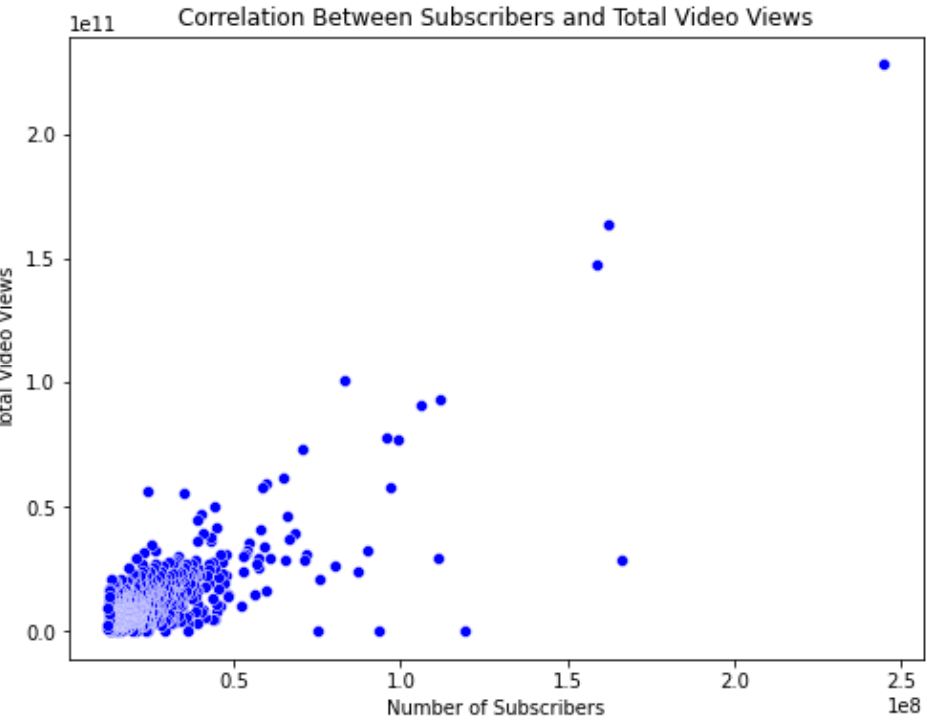 Correlation Between Subscribers and Total Video Views
1e11
2.0
1.5
1.0
0.5
0.0
Total Video Views
0.5 1.0 1.5 2.0 2.5
1e8
Number of Subscribers